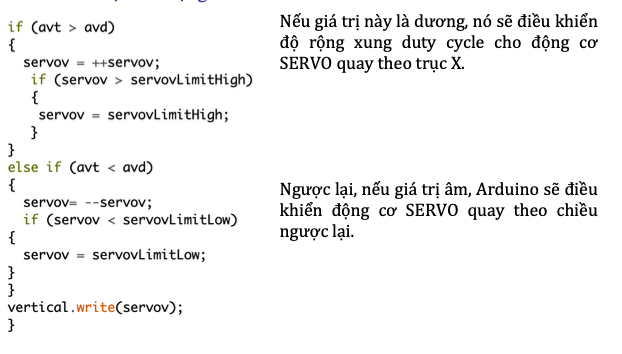 if (avt > avd)
{
servov = ++servov;
if (servov > servovLimitHigh)
{
servov = servovLimitHigh;
}
}
else if (avt < avd)
{
servov= --servov;
if (servov < servovLimitLow)
{
servov = servovLimitLow;
}
}
vertical.write(servov);
}
Nếu giá trị này là dương, nó sẽ điều khiển
độ rộng xung duty cycle cho động cơ
SERVO quay theo trục X.
Ngược lại, nếu giá trị âm, Arduino sẽ điều
khiển động cơ SERVO quay theo chiều
ngược lại.